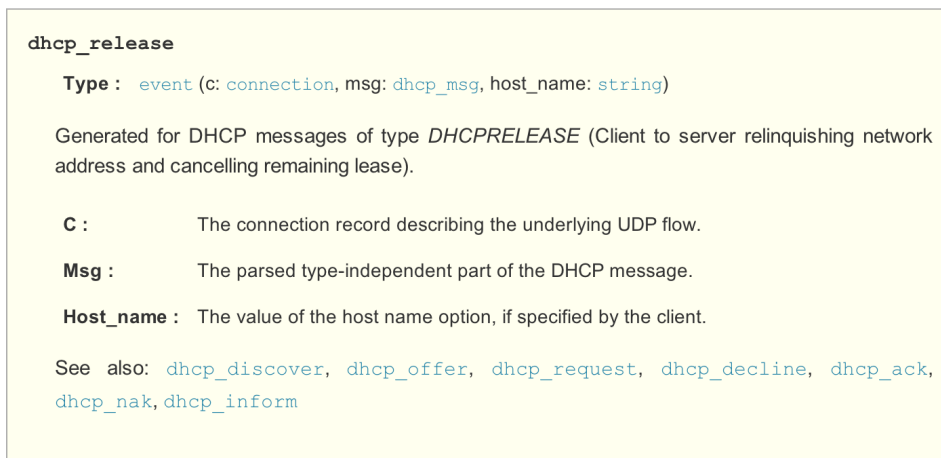 dhcp_release
Type : event (c: connection, msg: dhcp_msg, host_name: string)
Generated for DHCP messages of type DHCPRELEASE (Client to server relinquishing network
address and cancelling remaining lease).
C : The connection record describing the underlying UDP flow.
Msg : The parsed type-independent part of the DHCP message.
Host_name : The value of the host name option, if specified by the client.
See also: dhcp_discover, dhcp_offer, dhcp_request, dhcp_decline, dhcp_ack,
dhcp_nak, dhcp_inform